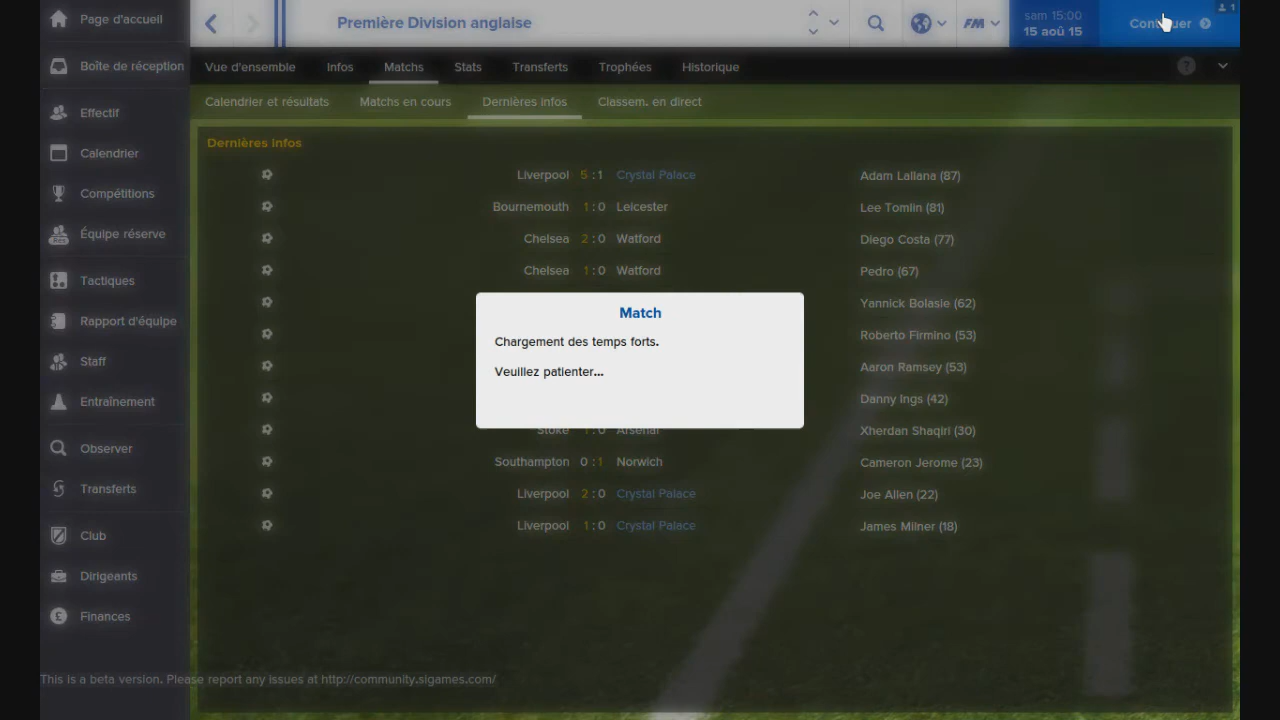 Page d'accueil
Première Division anglaise
FM
sam 15:00
15 aoû 15
Continuer
1
Boîte de réception
Vue d'ensemble Infos Matchs Stats Transferts Trophées Historique
?
Effectif
Calendrier et résultats Matchs en cours Dernières infos Classem. en direct
Calendrier
Compétitions
Équipe réserve
Tactiques
Rapport d'équipe
Staff
Entraînement
Observer
Transferts
Club
Dirigeants
Finances
Dernières infos
Liverpool 5 : 1 Crystal Palace Adam Lallana (87)
Bournemouth 1 : 0 Leicester Lee Tomlin (81)
Chelsea 2 : 0 Watford Diego Costa (77)
Chelsea 1 : 0 Watford Pedro (67)
Yannick Bolasie (62)
Roberto Firmino (53)
Aaron Ramsey (53)
Danny Ings (42)
Stoke 1 : 0 Arsenal Xherdan Shaqiri (30)
Southampton 0 : 1 Norwich Cameron Jerome (23)
Liverpool 2 : 0 Crystal Palace Joe Allen (22)
Liverpool 1 : 0 Crystal Palace James Milner (18)
Match
Chargement des temps forts.
Veuillez patienter...
This is a beta version. Please report any issues at http://community.sigames.com/